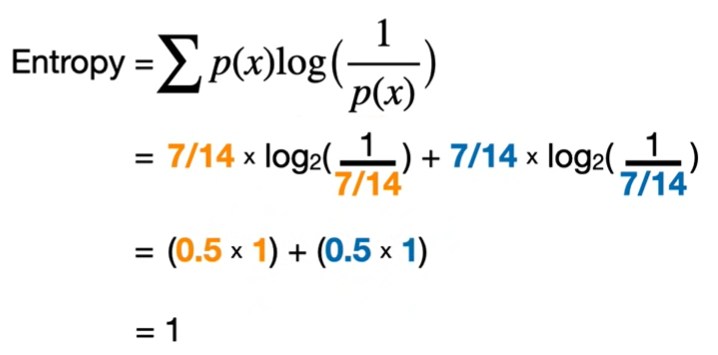 Entropy = ∑ p(x)log(1/p(x))
= 7/14 × log₂(1/7/14) + 7/14 × log₂(1/7/14)
= (0.5 × 1) + (0.5 × 1)
= 1